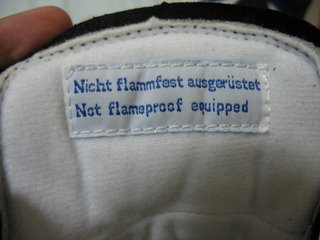 Nicht flammfest ausgerüstet
Not flameproof equipped